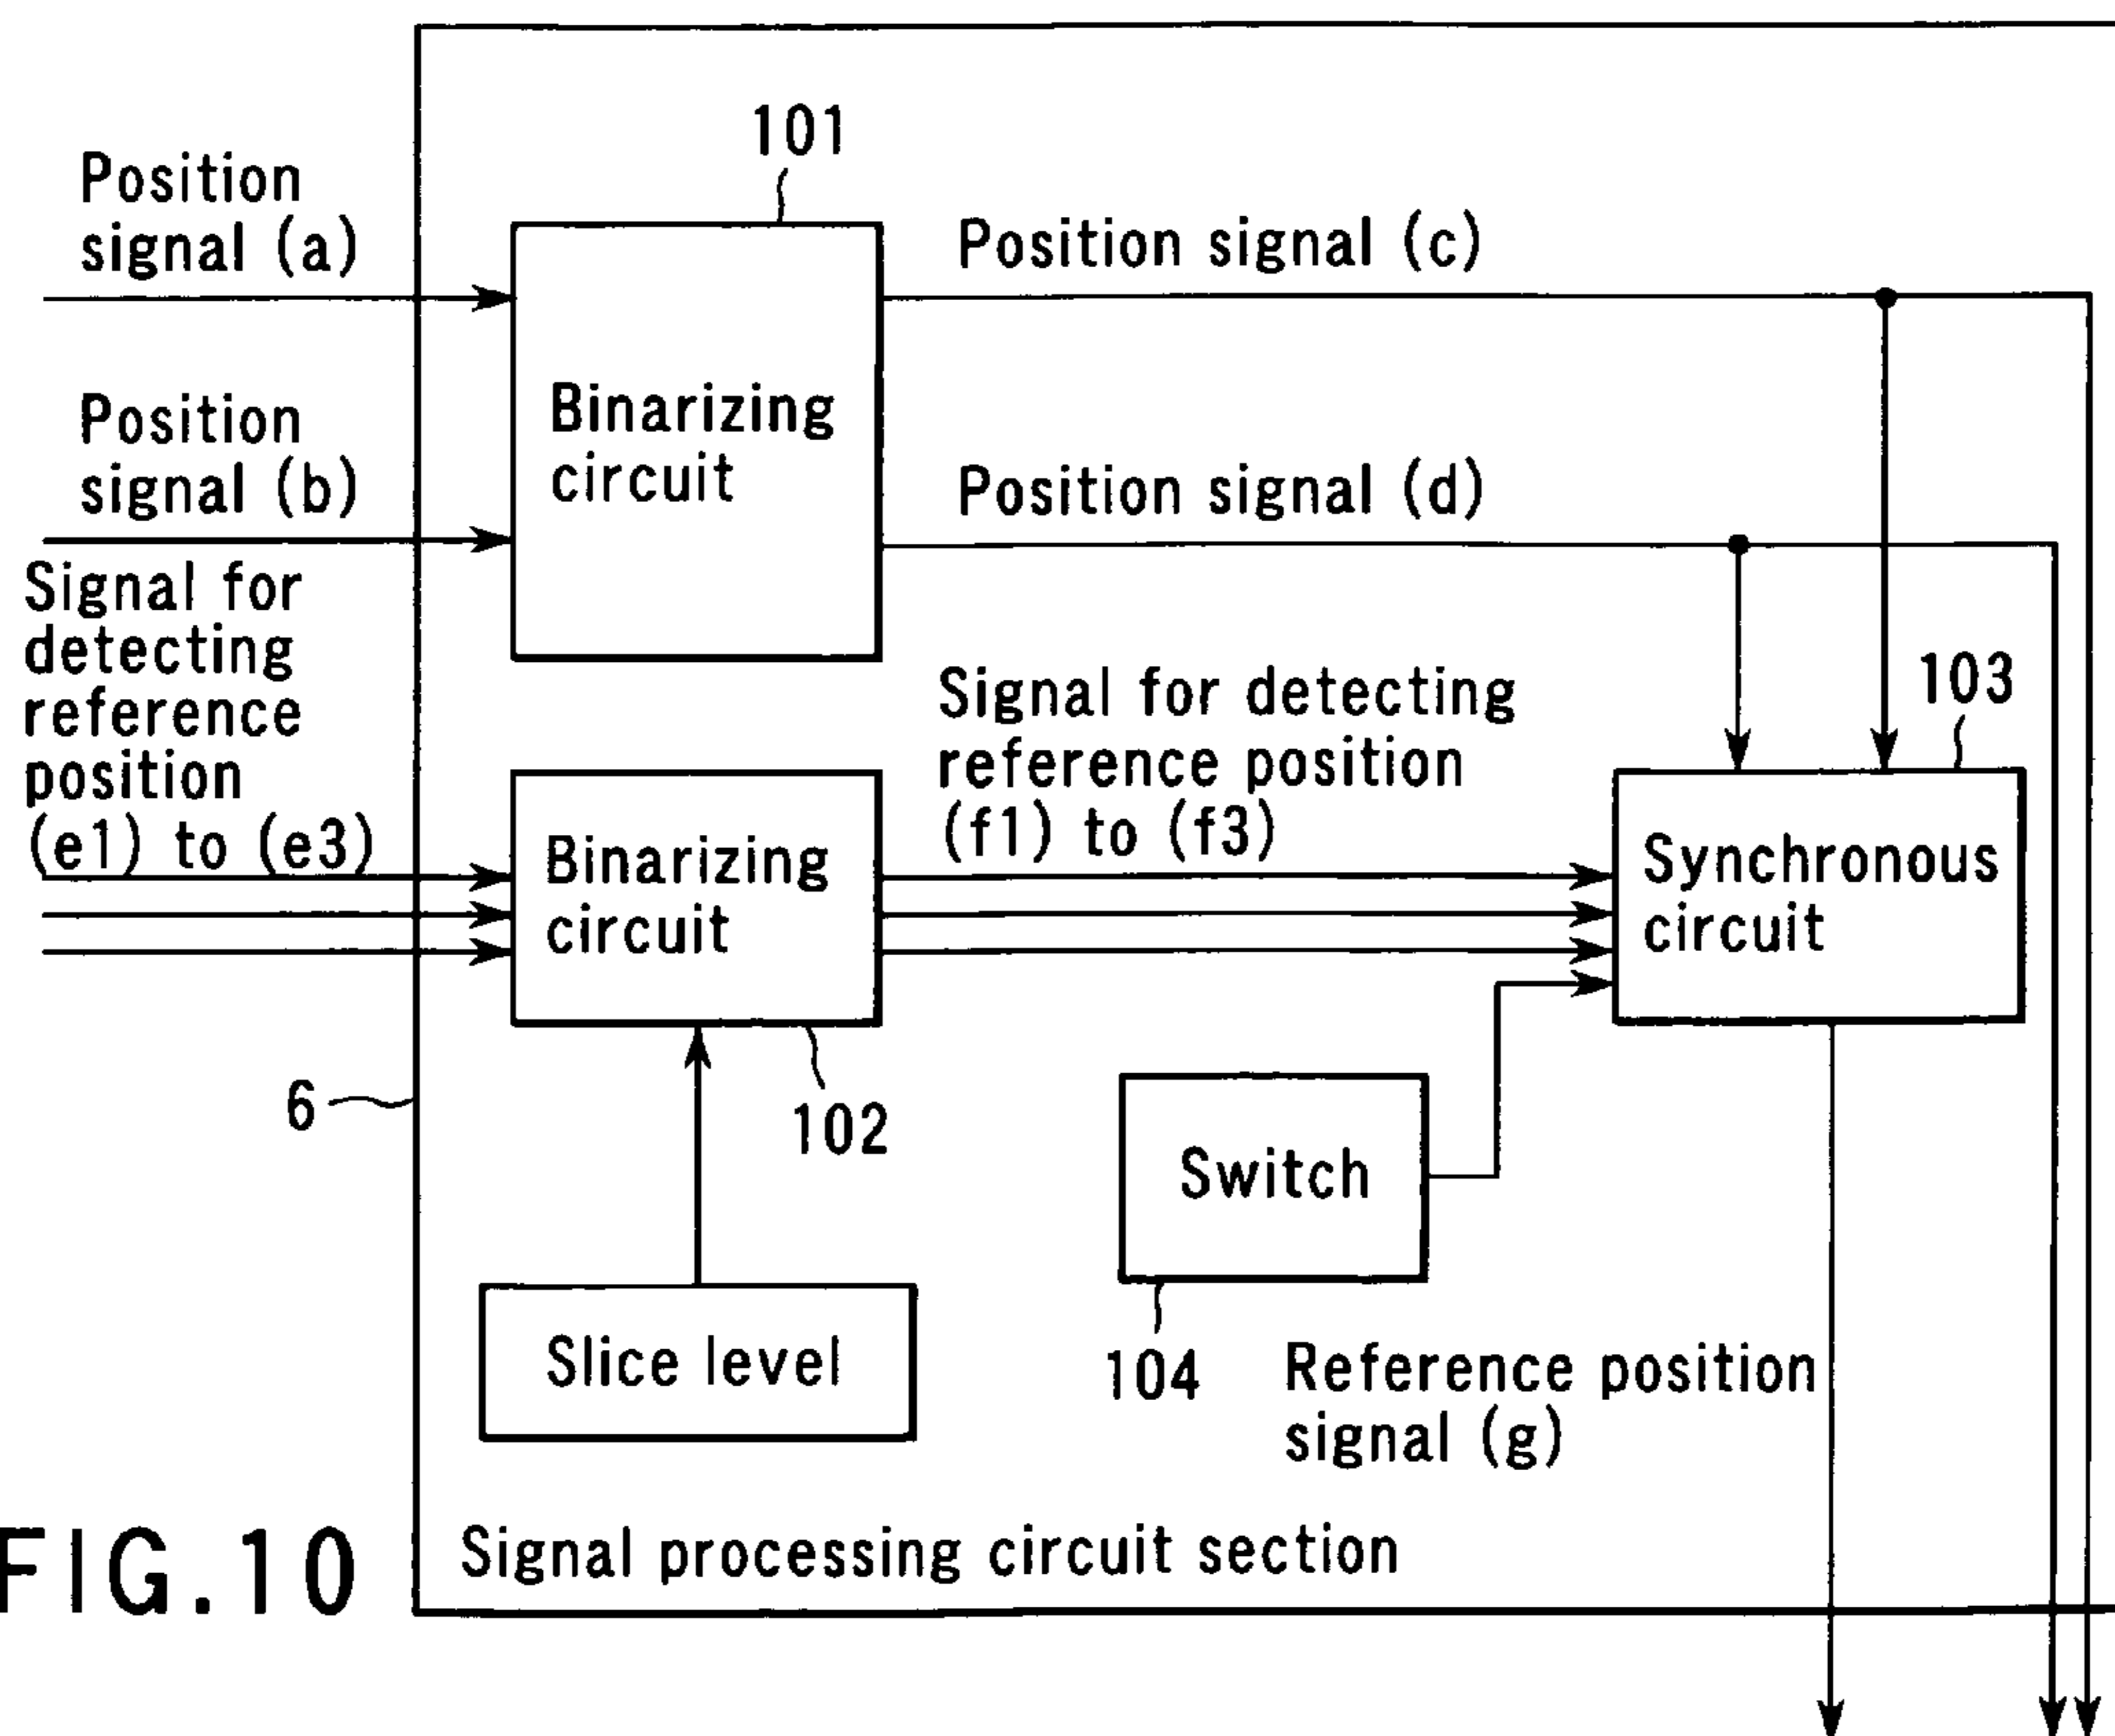 101
Position
signal (a)
Position signal (c)
Binarizing
circuit
Position
signal (b)
Position signal (d)
Signal for
detecting
reference
position
(e1) to (e3)
Signal for detecting
reference position
(f1) to (f3)
103
Binarizing
circuit
Synchronous
circuit
6
102
Switch
104
Slice level
Reference position
signal (g)
Signal processing circuit section
FIG.10